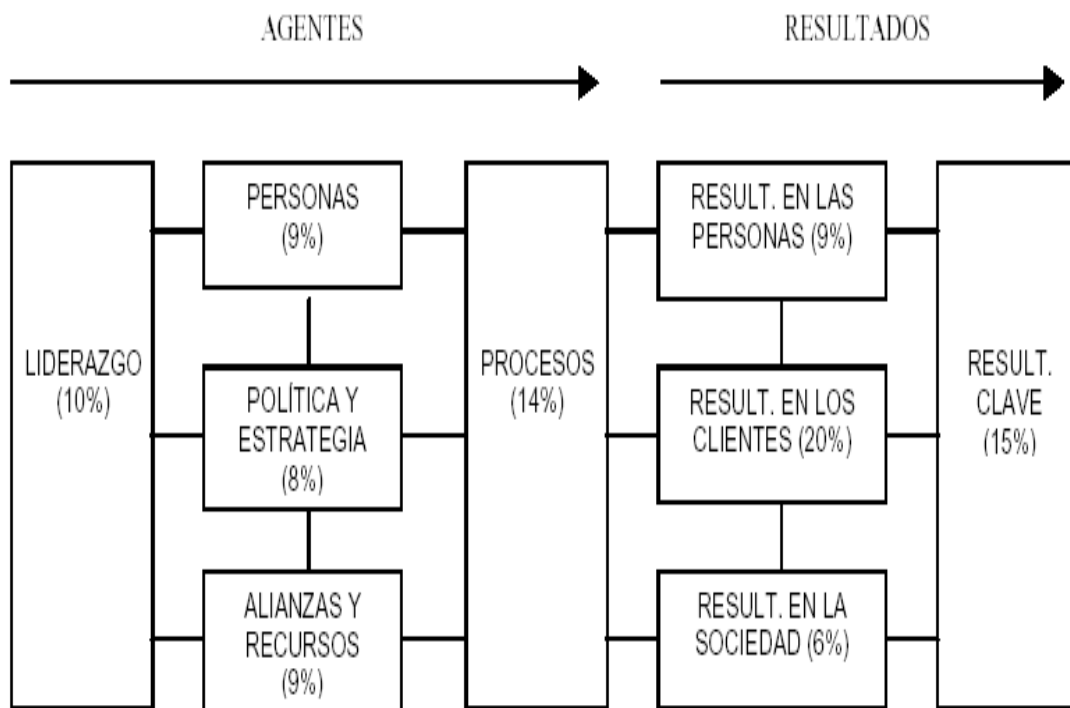 AGENTES
RESULTADOS
LIDERAZGO
(10%)
PERSONAS
(9%)
POLÍTICA Y
ESTRATEGIA
(8%)
ALIANZAS Y
RECURSOS
(9%)
PROCESOS
(14%)
RESULT. EN LAS
PERSONAS (9%)
RESULT. EN LOS
CLIENTES (20%)
RESULT. EN LA
SOCIEDAD (6%)
RESULT.
CLAVE
(15%)